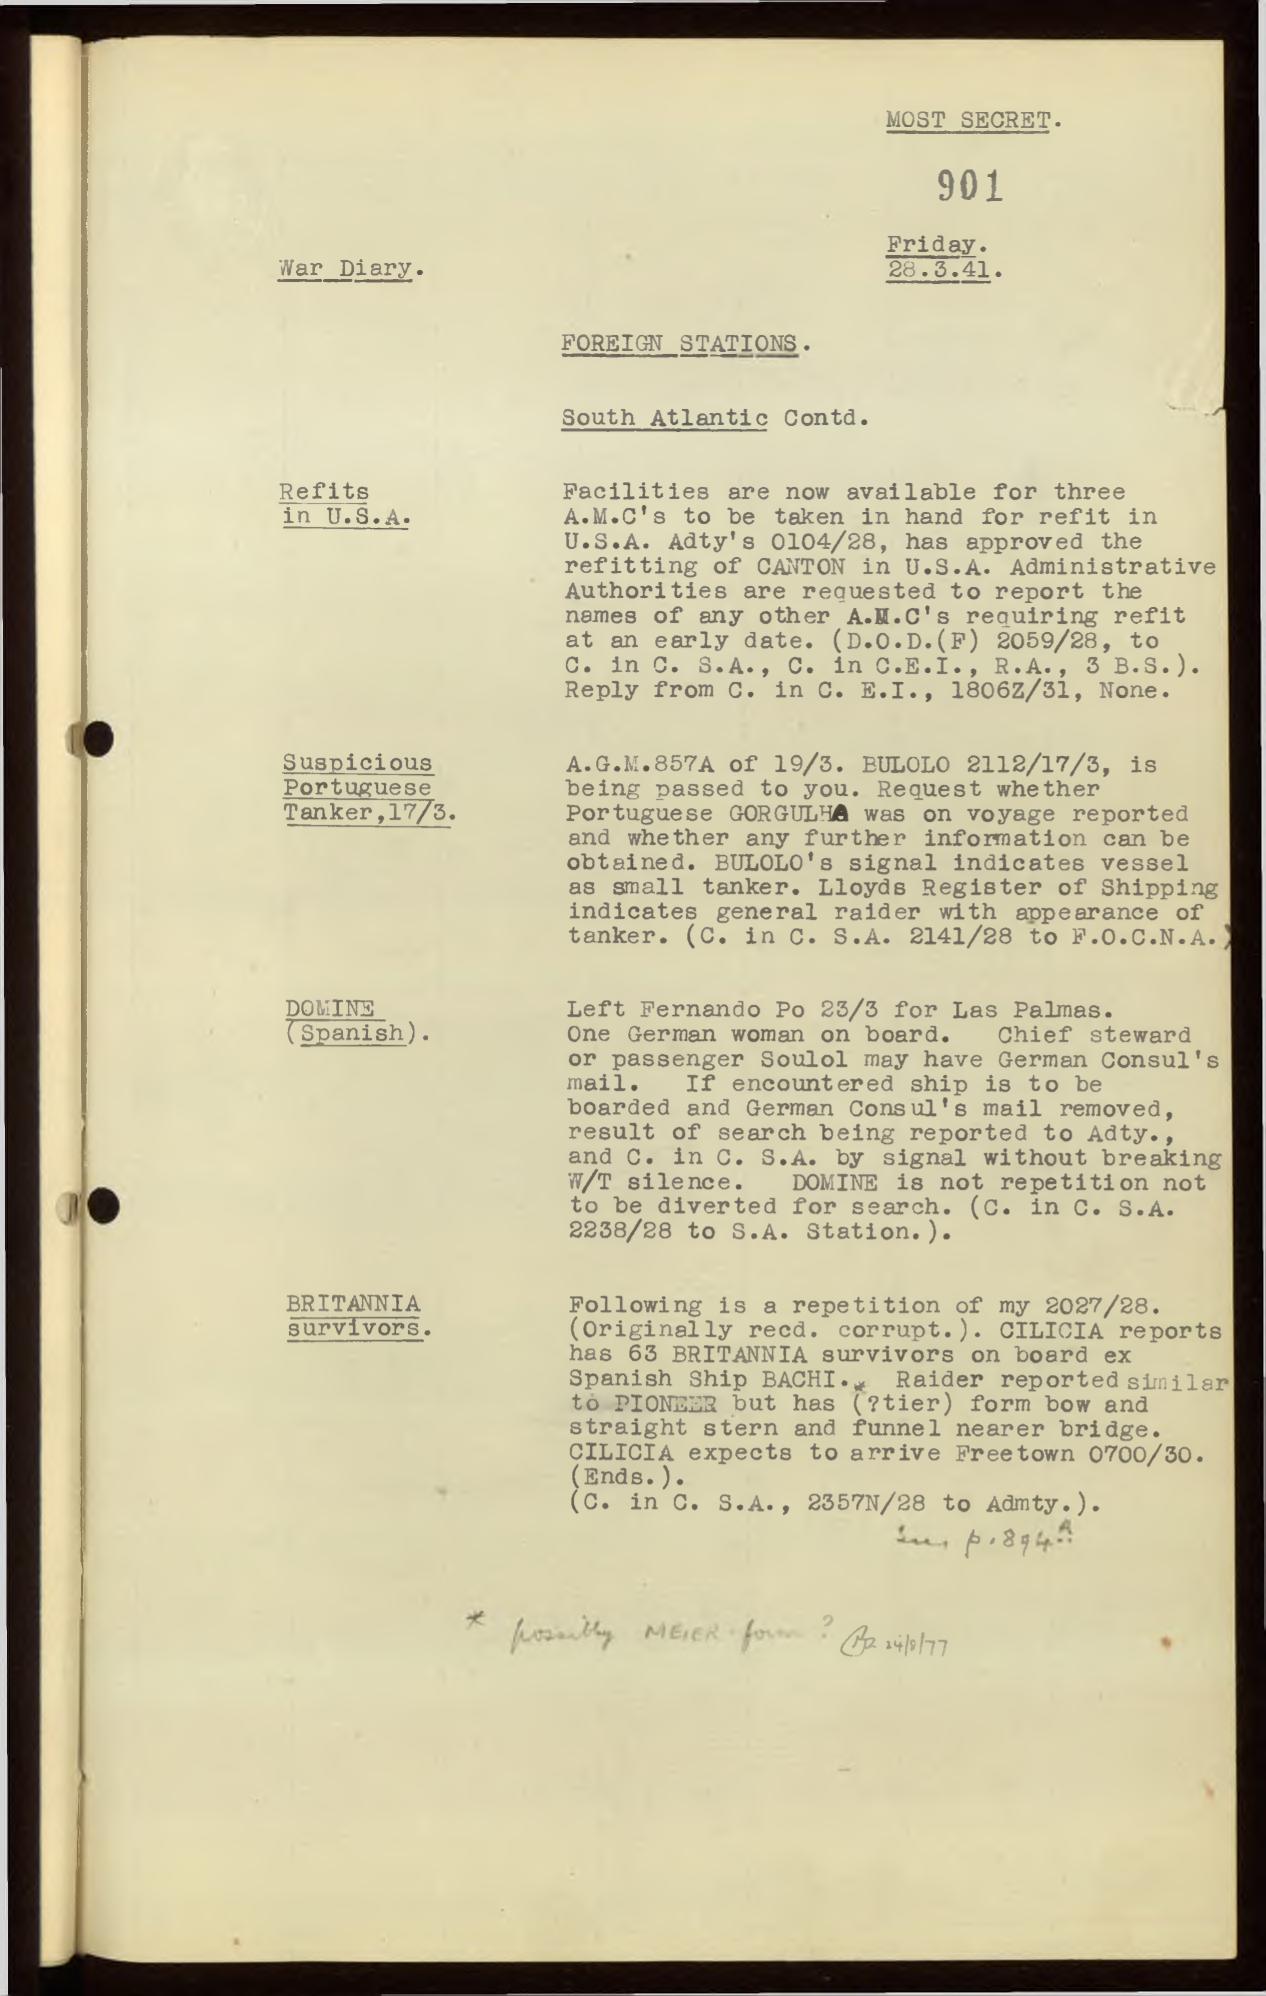 MOST SECRET.
901
Friday.
28.3.41.
War Diary.
FOREIGN STATIONS.
South Atlantic Contd.
Refits
in U.S.A.
Facilities are now available for three
A.M.C's to be taken in hand for refit in
U.S.A. Adty's 0104/28, has approved the
refitting of CANTON in U.S.A. Administrative
Authorities are requested to report the
names of any other A.M.C's requiring refit
at an early date. (D.O.D.(F) 2059/28, to
C. in C. S.A., C. in C.E.I., R.A., 3 B.S.).
Reply from C. in C. E.I., 1806Z/31, None.
Suspicious
Portuguese
Tanker,17/3.
A.G.M.857A of 19/3. BULOLO 2112/17/3, is
being passed to you. Request whether
Portuguese GORGULHA was on voyage reported
and whether any further information can be
obtained. BULOLO's signal indicates vessel
as small tanker. Lloyds Register of Shipping
indicates general raider with appearance of
tanker. (C. in C. S.A. 2141/28 to F.O.C.N.A.)
DOMINE
(Spanish).
Left Fernando Po 23/3 for Las Palmas.
One German woman on board. Chief steward
or passenger Soulol may have German Consul's
mail. If encountered ship is to be
boarded and German Consul's mail removed,
result of search being reported to Adty.,
and C. in C. S.A. by signal without breaking
W/T silence. DOMINE is not repetition not
to be diverted for search. (C. in C. S.A.
2238/28 to S.A. Station.).
BRITANNIA
survivors.
Following is a repetition of my 2027/28.
(Originally recd. corrupt.). CILICIA reports
has 63 BRITANNIA survivors on board ex
Spanish Ship BACHI.* Raider reported similar
to PIONEER but has (?tier) form bow and
straight stern and funnel nearer bridge.
CILICIA expects to arrive Freetown 0700/30.
(Ends.).
(C. in C. S.A., 2357N/28 to Admty.).
p.894A
* possibly MEIER form? 24/8/77